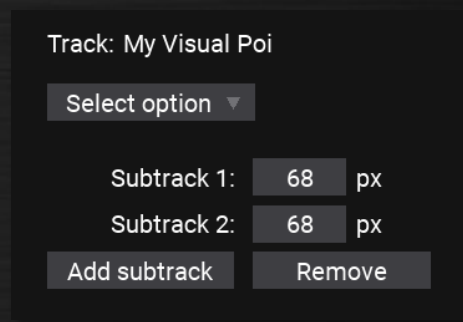 Track: My Visual Poi
Select option
Subtrack 1: 68 px
Subtrack 2: 68 px
Add subtrack Remove